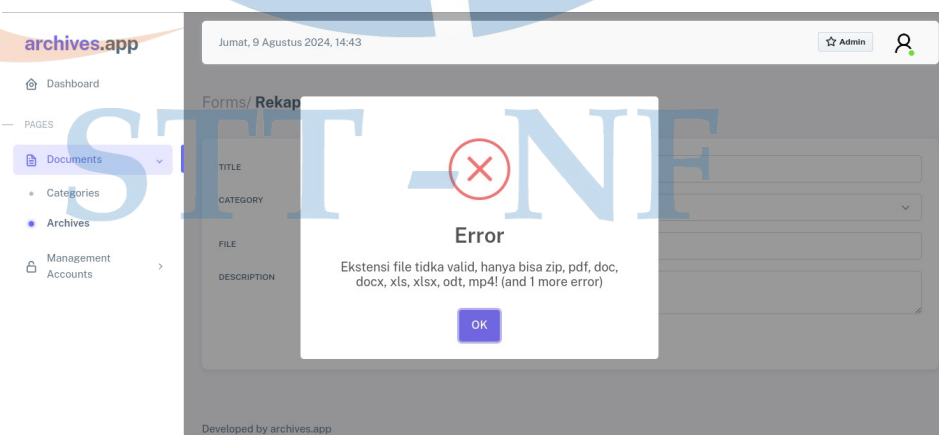 archives.app
Jumat, 9 Agustus 2024, 14:43
Admin
Dashboard
Forms/ Rekap
PAGES
Documents
Categories
Archives
Management
Accounts
TITLE
CATEGORY
FILE
DESCRIPTION
Error
Ekstensi file tidka valid, hanya bisa zip, pdf, doc,
docx, xls, xlsx, odt, mp4! (and 1 more error)
OK
Developed by archives.app
STT - NF